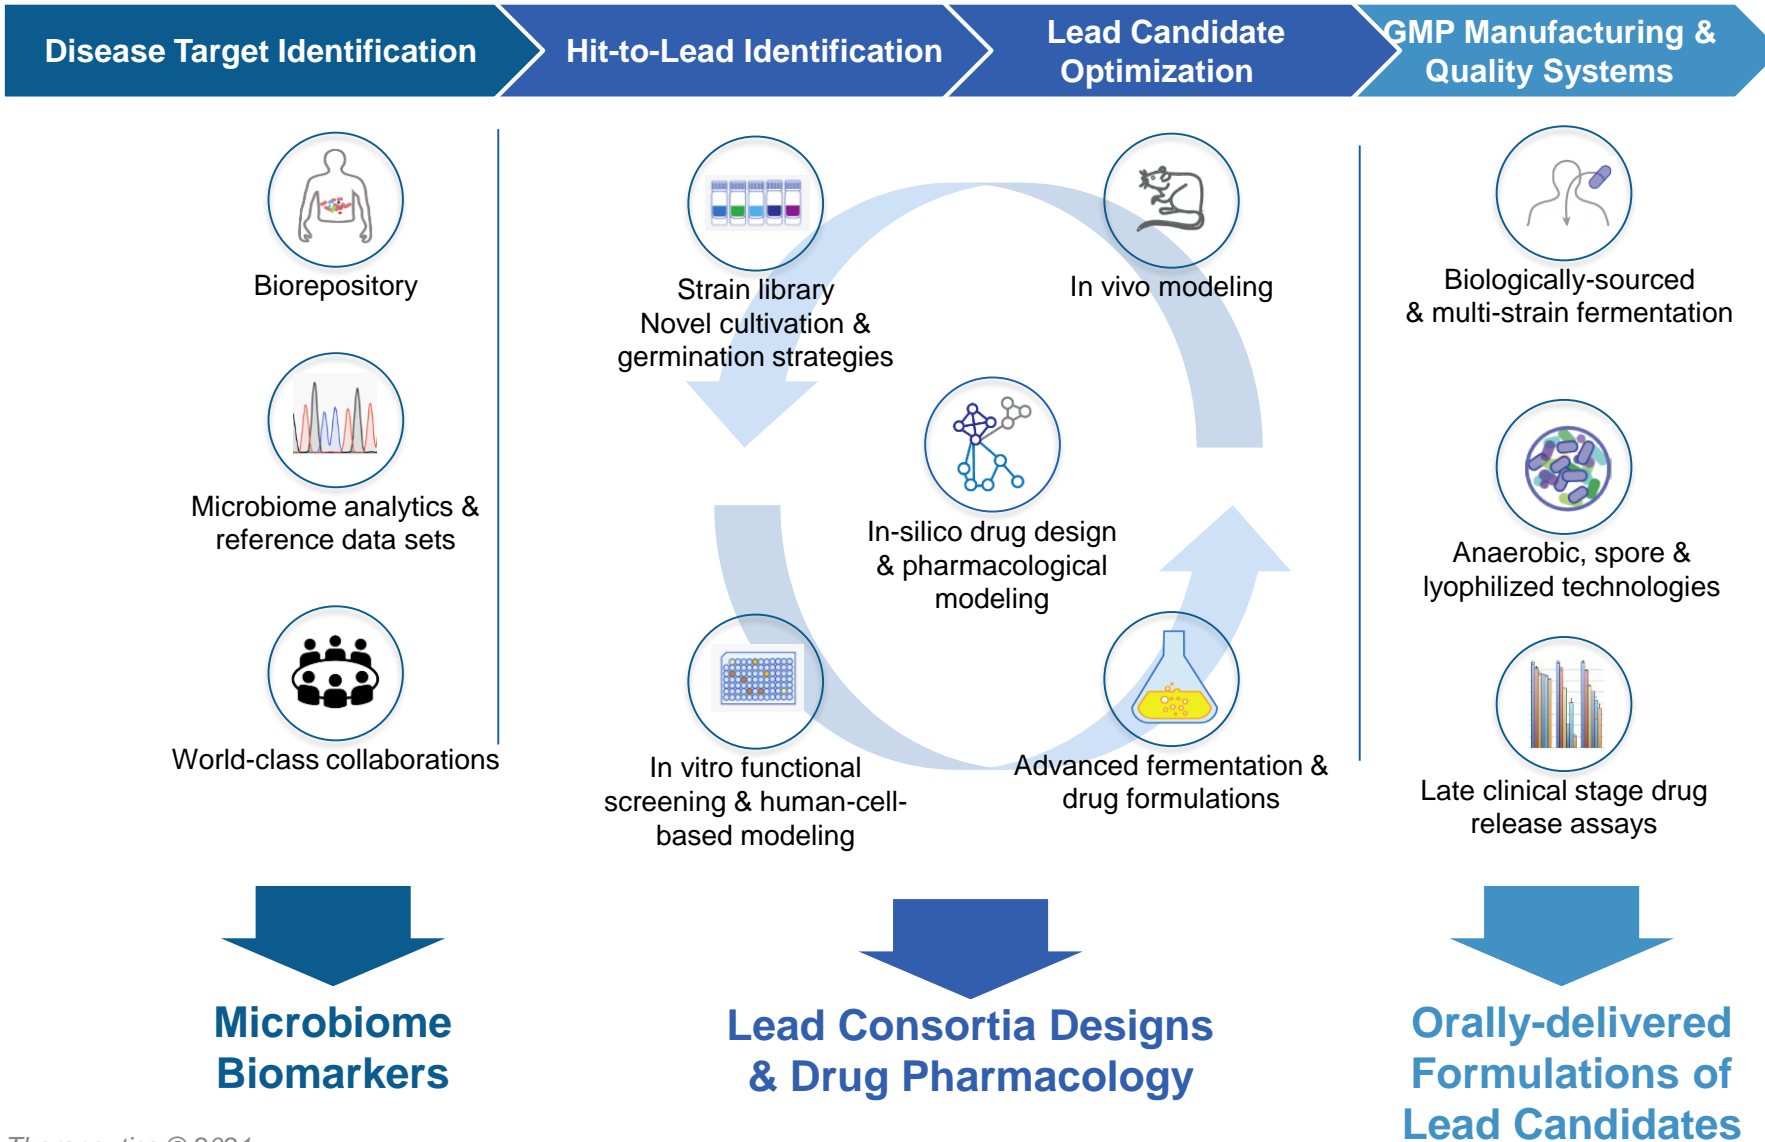 Disease Target Identification
Hit-to-Lead Identification
Lead Candidate
Optimization
GMP Manufacturing &
Quality Systems
Biorepository
Microbiome analytics &
reference data sets
World-class collaborations
Strain library
Novel cultivation &
germination strategies
In vivo modeling
In-silico drug design
& pharmacological
modeling
In vitro functional
screening & human-cell-
based modeling
Advanced fermentation &
drug formulations
Biologically-sourced
& multi-strain fermentation
Anaerobic, spore &
lyophilized technologies
Late clinical stage drug
release assays
Microbiome
Biomarkers
Lead Consortia Designs
& Drug Pharmacology
Orally-delivered
Formulations of
Lead Candidates